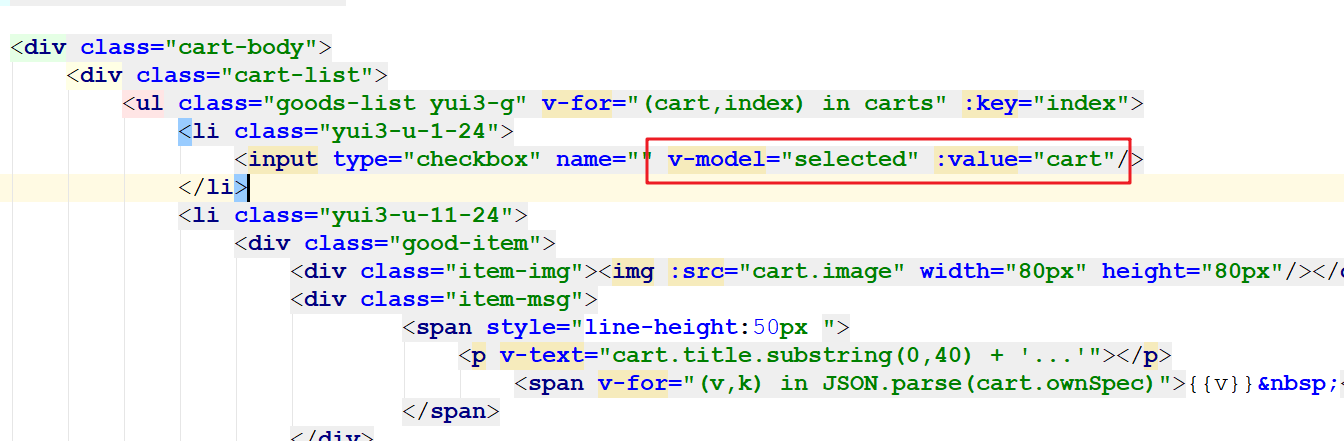 <div class="cart-body">
<div class="cart-list">
<ul class="goods-list yui3-g" v-for="(cart,index) in carts" :key="index">
<li class="yui3-u-1-24">
<input type="checkbox" name="" v-model="selected" :value="cart"/>
</li>
<li class="yui3-u-11-24">
<div class="good-item">
<div class="item-img"><img :src="cart.image" width="80px" height="80px"/></
<div class="item-msg">
<span style="line-height:50px ">
<p v-text="cart.title.substring(0,40) + '...'"></p>
<span v-for="(v,k) in JSON.parse(cart.ownSpec)">{{v}}&nbsp;<
</span>
</div>